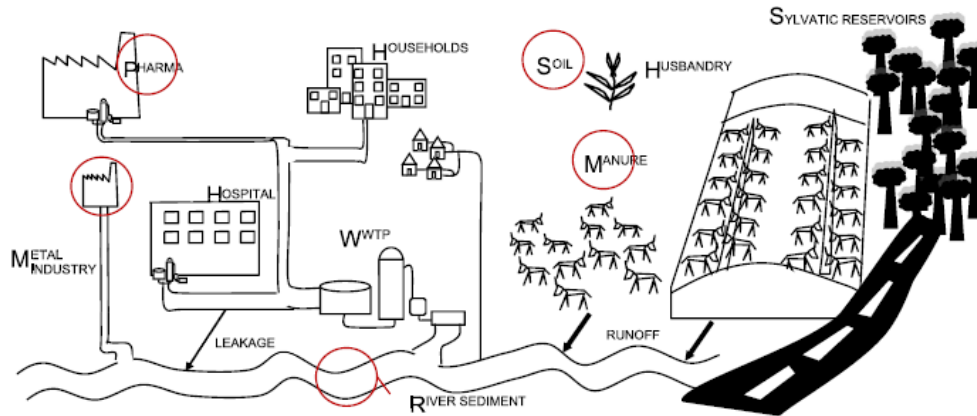 SYLVATIC RESERVOIRS
PHARMA
HOUSEHOLDS
SOIL
HUSBANDRY
MANURE
HOSPITAL
WWTP
METAL
INDUSTRY
LEAKAGE
RUNOFF
RIVER SEDIMENT